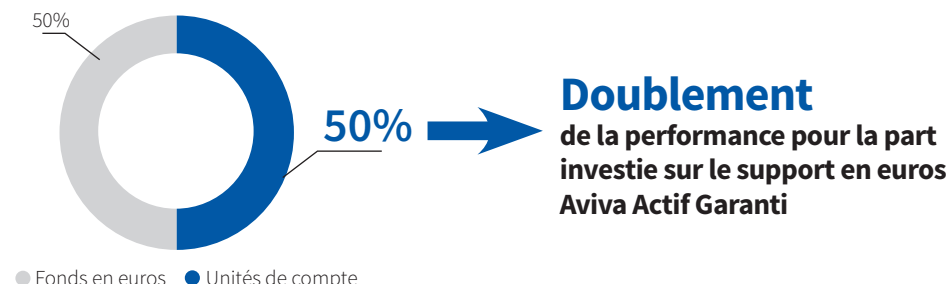 50%
50%
Doublement
de la performance pour la part
investie sur le support en euros
Aviva Actif Garanti
Fonds en euros Unités de compte